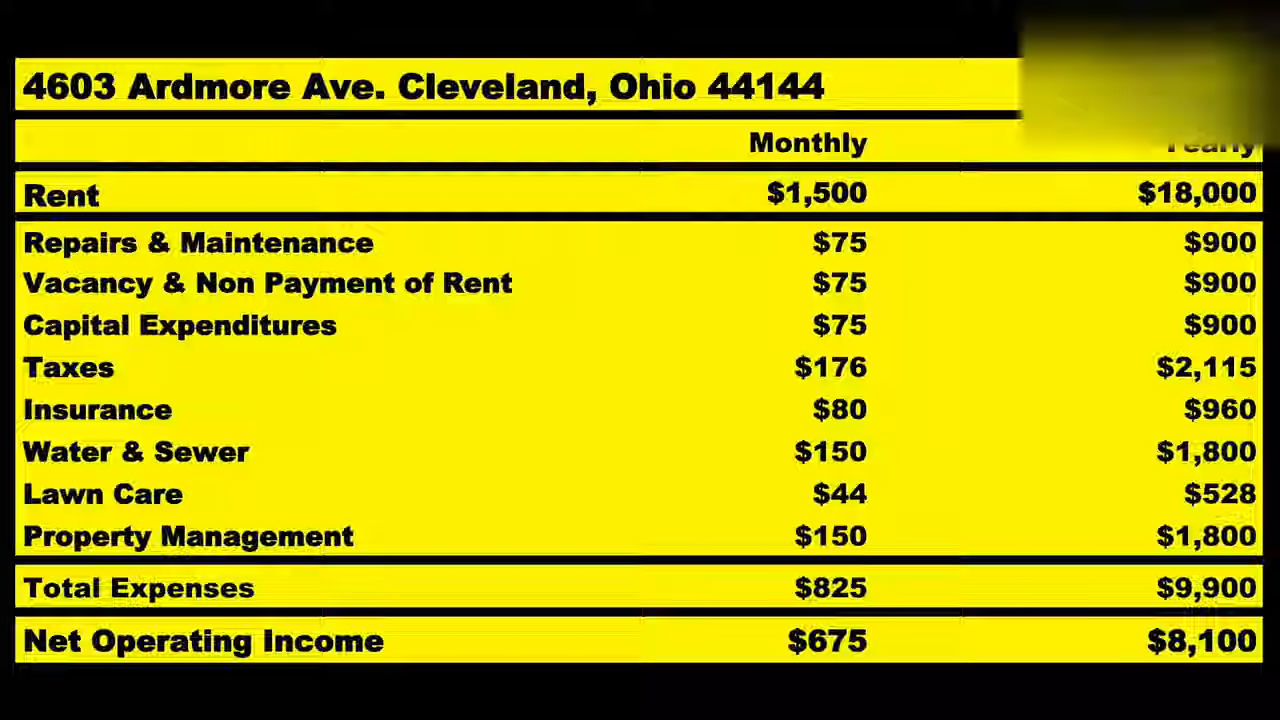 4603 Ardmore Ave. Cleveland, Ohio 44144
Monthly Yearly
Rent $1,500 $18,000
Repairs & Maintenance $75 $900
Vacancy & Non Payment of Rent $75 $900
Capital Expenditures $75 $900
Taxes $176 $2,115
Insurance $80 $960
Water & Sewer $150 $1,800
Lawn Care $44 $528
Property Management $150 $1,800
Total Expenses $825 $9,900
Net Operating Income $675 $8,100